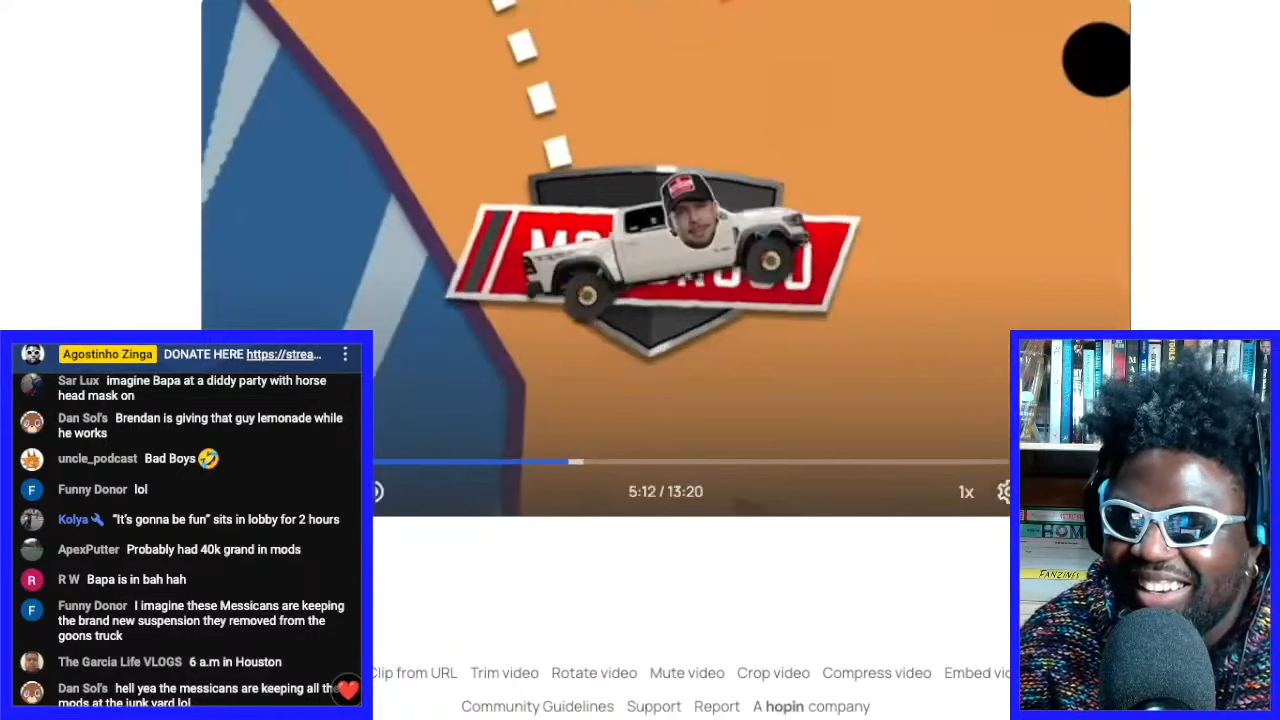 Agostinho Zinga DONATE HERE https://strea...
Sar Lux imagine Bapa at a diddy party with horse
head mask on
Dan Sol's Brendan is giving that guy lemonade while
he works
uncle_podcast Bad Boys 🤣
F Funny Donor lol
Kolya "It's gonna be fun" sits in lobby for 2 hours
ApexPutter Probably had 40k grand in mods
R R W Bapa is in bah hah
F Funny Donor I imagine these Messicans are keeping
the brand new suspension they removed from the
goons truck
The Garcia Life VLOGS 6 a.m in Houston
Dan Sol's hell yea the messicans are keeping all the
mods at the junk yard lol
5:12 / 13:20
1x
Clip from URL Trim video Rotate video Mute video Crop video Compress video Embed
Community Guidelines Support Report A hopin company
FANZINES